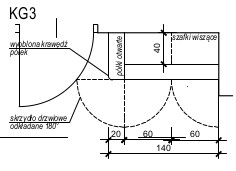 KG3
wyoblona krawędź
półek
półki otwarte
szafki wiszące
40
skrzydło drzwiowe
odkładane 180°
20
60
60
140